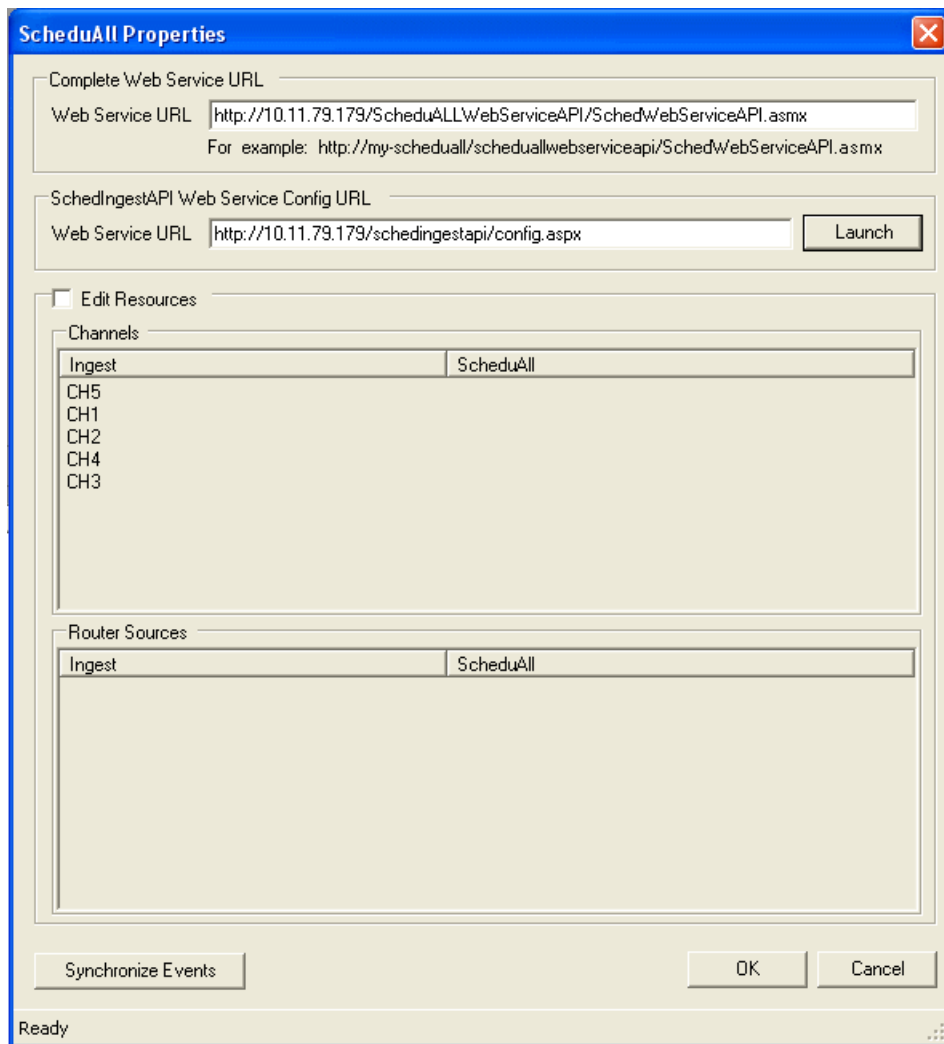 ScheduAll Properties
Complete Web Service URL
Web Service URL http://10.11.79.179/ScheduALLWebServiceAPI/SchedWebServiceAPI.asmx
For example: http://my-scheduall/scheduallwebserviceapi/SchedWebServiceAPI.asmx
SchedIngestAPI Web Service Config URL
Web Service URL http://10.11.79.179/schedingestapi/config.aspx Launch
Edit Resources
Channels
Ingest ScheduAll
CH5
CH1
CH2
CH4
CH3
Router Sources
Ingest ScheduAll
Synchronize Events OK Cancel
Ready